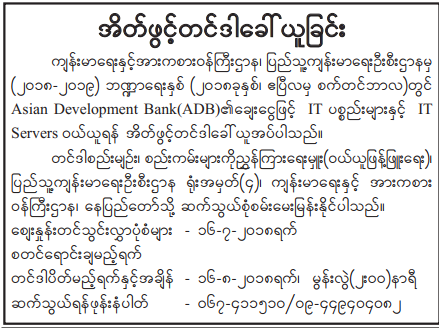 အိတ်ဖွင့်တင်ဒါခေါ်ယူခြင်း
ကျန်းမာရေးနှင့်အားကစားဝန်ကြီးဌာန၊ ပြည်သူ့ကျန်းမာရေးဦးစီးဌာနမှ
(၂၀၁၈-၂၀၁၉) ဘဏ္ဍာရေးနှစ် (၂၀၁၈ခုနှစ်၊ ဧပြီလမှ စက်တင်ဘာလ)တွင်
Asian Development Bank(ADB)၏ချေးငွေဖြင့် IT ပစ္စည်းများနှင့် IT
Servers ဝယ်ယူရန် အိတ်ဖွင့်တင်ဒါခေါ်ယူအပ်ပါသည်။
တင်ဒါစည်းမျဉ်း၊ စည်းကမ်းများကိုညွှန်ကြားရေးမှူး(ဝယ်ယူဖြန့်ဖြူးရေး)၊
ပြည်သူ့ကျန်းမာရေးဦးစီးဌာန ရုံးအမှတ်(၄)၊ ကျန်းမာရေးနှင့် အားကစား
ဝန်ကြီးဌာန၊ နေပြည်တော်သို့ ဆက်သွယ်စုံစမ်းမေးမြန်းနိုင်ပါသည်။
ဈေးနှုန်းတင်သွင်းလွှာပုံစံများ - ၁၆-၇-၂၀၁၈ရက်
စတင်ရောင်းချမည့်ရက်
တင်ဒါပိတ်မည့်ရက်နှင့်အချိန် - ၁၆-၈-၂၀၁၈ရက်၊ မွန်းလွဲ(၂း၀၀)နာရီ
ဆက်သွယ်ရန်ဖုန်းနံပါတ် - ၀၆၇-၄၁၁၅၁၀/၀၉-၄၄၉၄၀၄၀၈၂